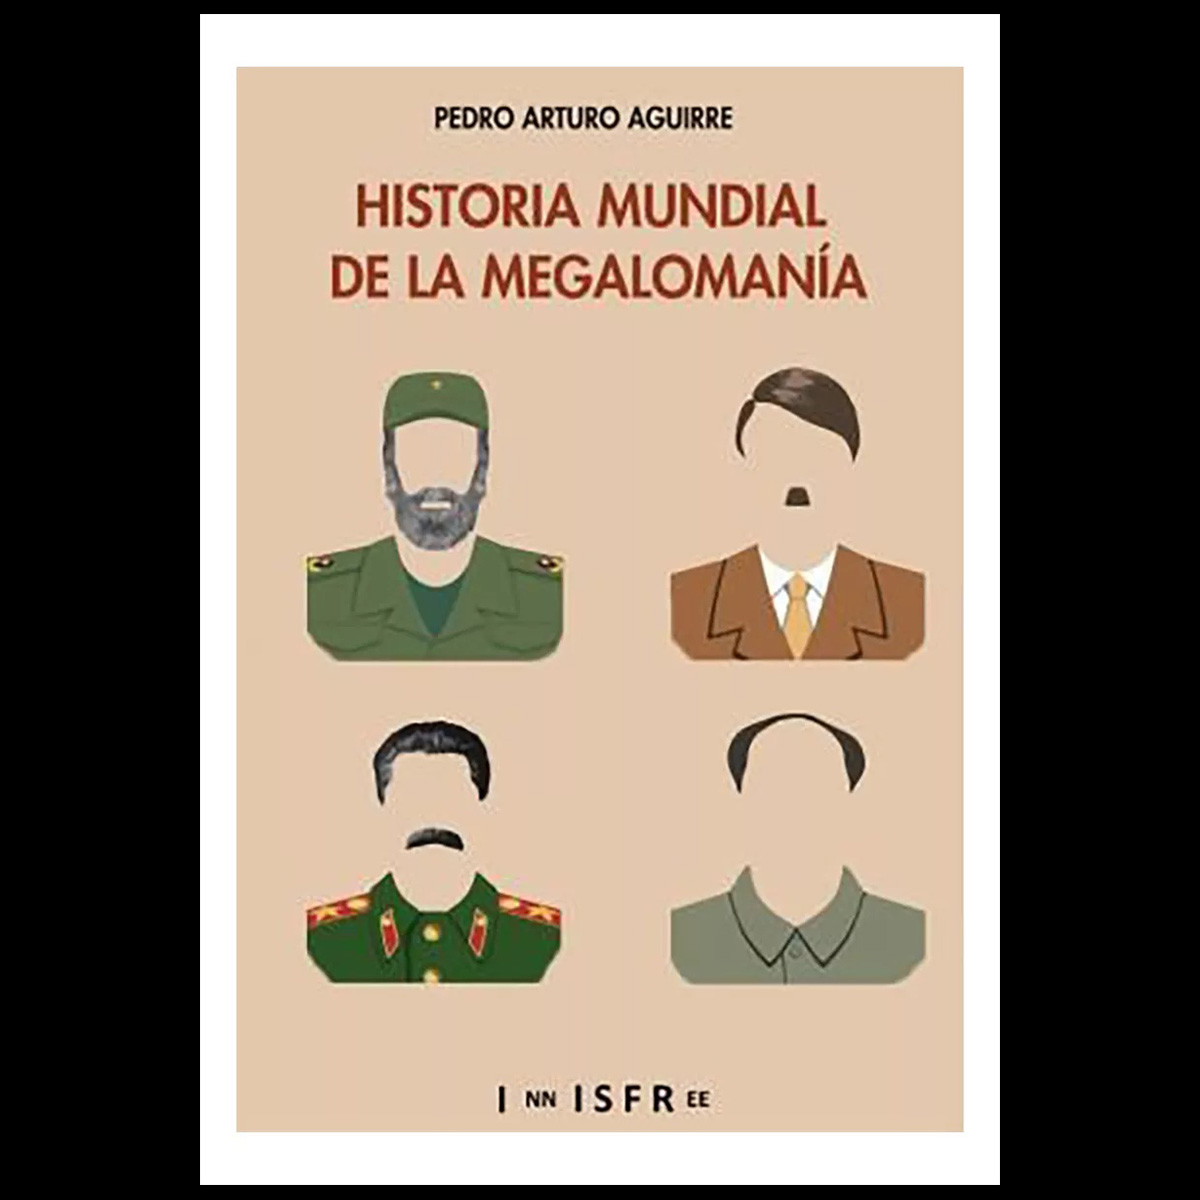 PEDRO ARTURO AGUIRRE
HISTORIA MUNDIAL
DE LA MEGALOMANÍA
I NN ISFR EE